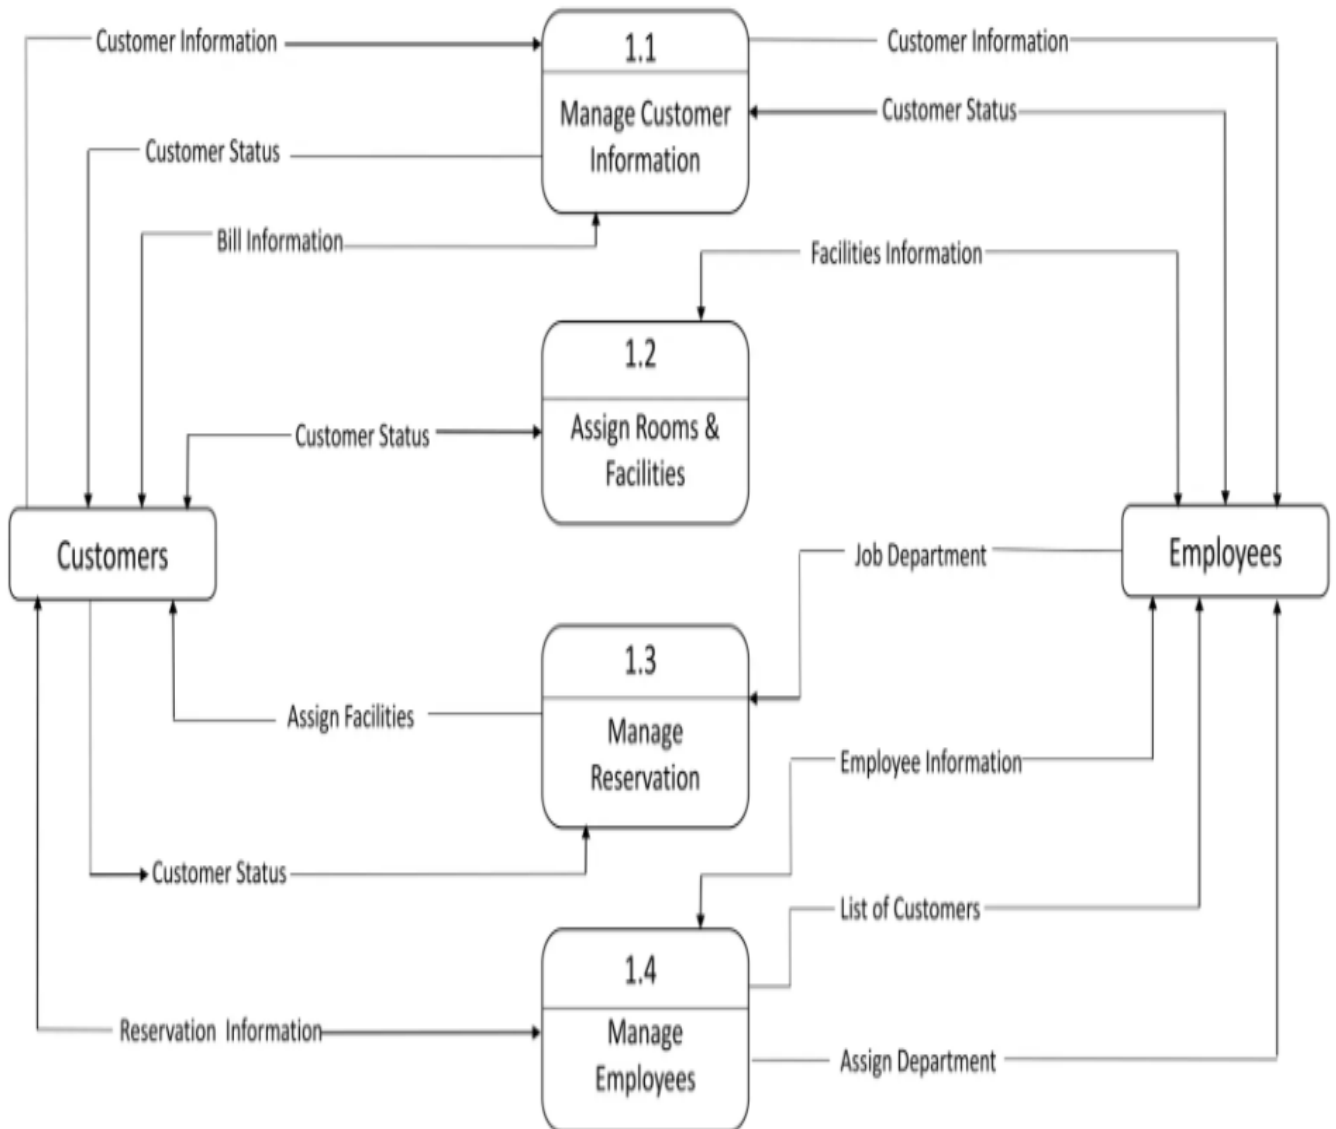 Customer Information
1.1
Customer Information
Manage Customer
Information
Customer Status
Customer Status
Bill Information
Facilities Information
1.2
Assign Rooms &
Facilities
Customer Status
Customers
Employees
Job Department
1.3
Manage
Reservation
Assign Facilities
Employee Information
Customer Status
List of Customers
1.4
Manage
Employees
Reservation Information
Assign Department